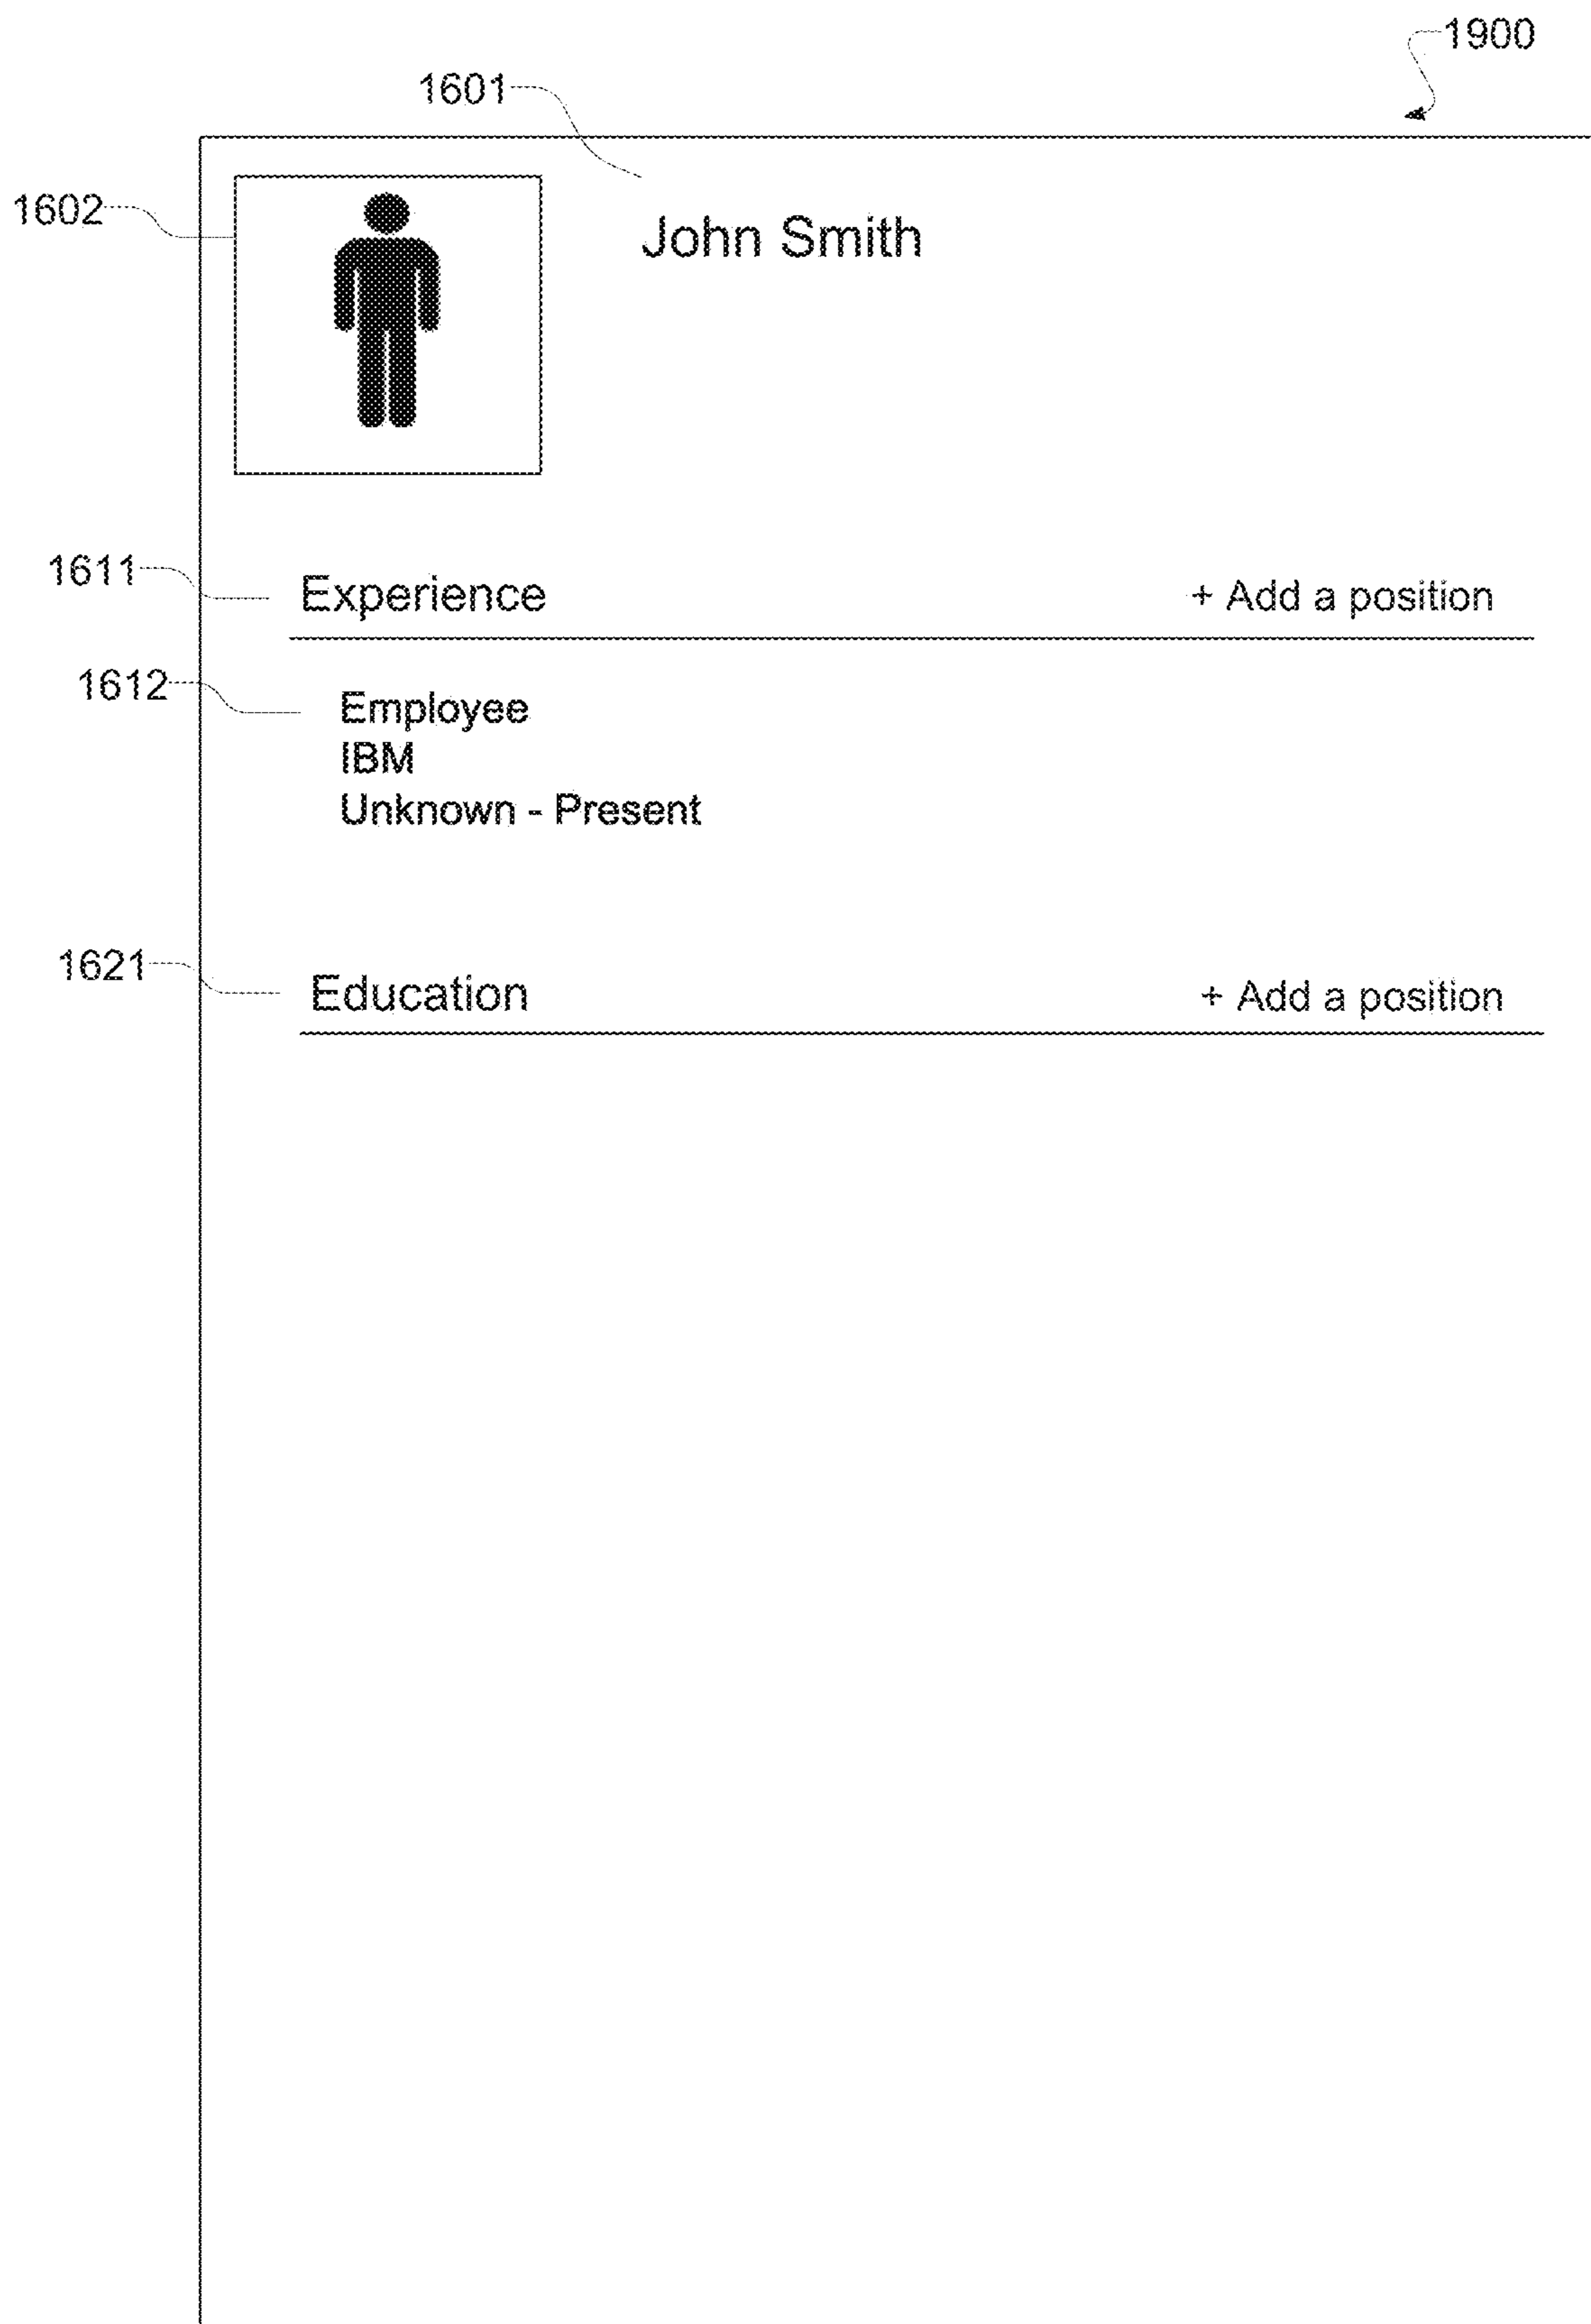 1900
1601
1602
John Smith
1611 Experience + Add a position
1612 Employee
IBM
Unknown - Present
1621 Education + Add a position